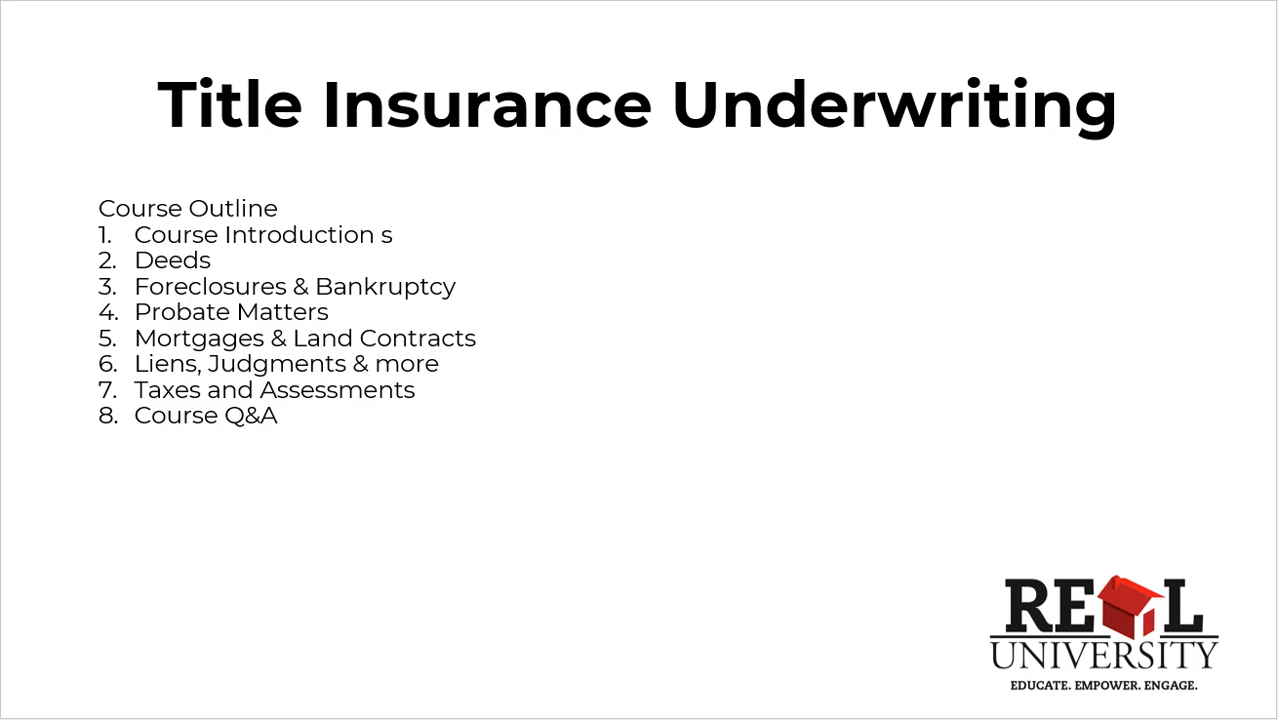 Title Insurance Underwriting
Course Outline
1. Course Introduction s
2. Deeds
3. Foreclosures & Bankruptcy
4. Probate Matters
5. Mortgages & Land Contracts
6. Liens, Judgments & more
7. Taxes and Assessments
8. Course Q&A
REAL
UNIVERSITY
EDUCATE. EMPOWER. ENGAGE.